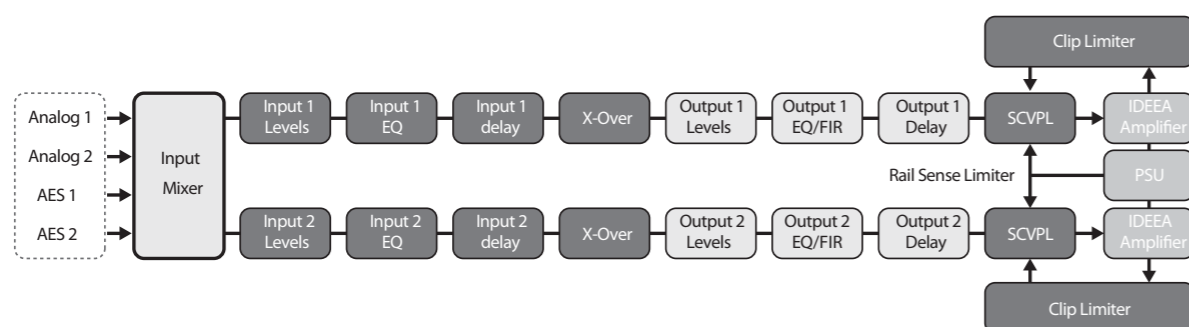 Clip Limiter
Analog 1
Analog 2
AES 1
AES 2
Input
Mixer
Input 1
Levels
Input 1
EQ
Input 1
delay
X-Over
Output 1
Levels
Output 1
EQ/FIR
Output 1
Delay
SCVPL
IDEEA
Amplifier
Rail Sense Limiter
PSU
Input 2
Levels
Input 2
EQ
Input 2
delay
X-Over
Output 2
Levels
Output 2
EQ/FIR
Output 2
Delay
SCVPL
IDEEA
Amplifier
Clip Limiter